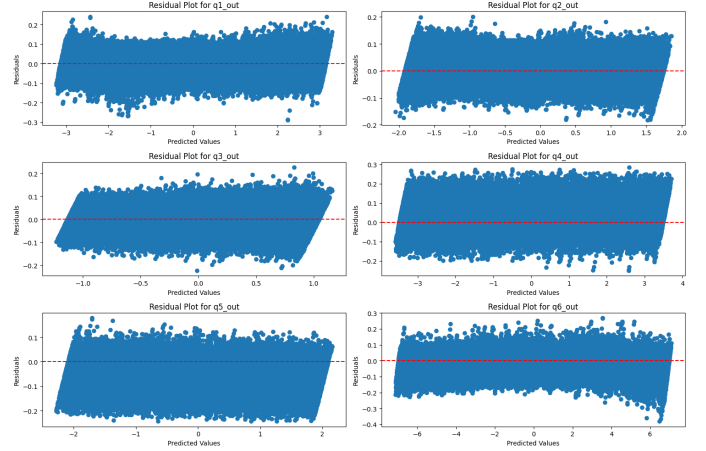 Residual Plot for q1_out
Residuals
0.2
0.1
0.0
−0.1
−0.2
−0.3
−3 −2 −1 0 1 2 3
Predicted Values
Residual Plot for q2_out
Residuals
0.2
0.1
0.0
−0.1
−0.2
−2.0 −1.5 −1.0 −0.5 0.0 0.5 1.0 1.5 2.0
Predicted Values
Residual Plot for q3_out
Residuals
0.2
0.1
0.0
−0.1
−0.2
−1.0 −0.5 0.0 0.5 1.0
Predicted Values
Residual Plot for q4_out
Residuals
0.3
0.2
0.1
0.0
−0.1
−0.2
−3 −2 −1 0 1 2 3 4
Predicted Values
Residual Plot for q5_out
Residuals
0.1
0.0
−0.1
−0.2
−2 −1 0 1 2
Predicted Values
Residual Plot for q6_out
Residuals
0.3
0.2
0.1
0.0
−0.1
−0.2
−0.3
−0.4
−6 −4 −2 0 2 4 6
Predicted Values